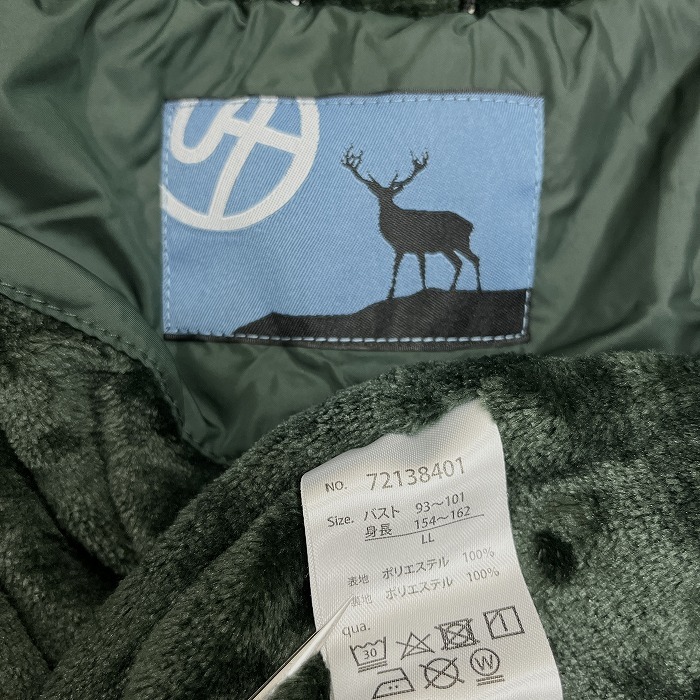 NO. 72138401
Size. バスト 93〜101
身長 154〜162
LL
表地 ポリエステル 100%
裏地 ポリエステル 100%
qua.
30
W